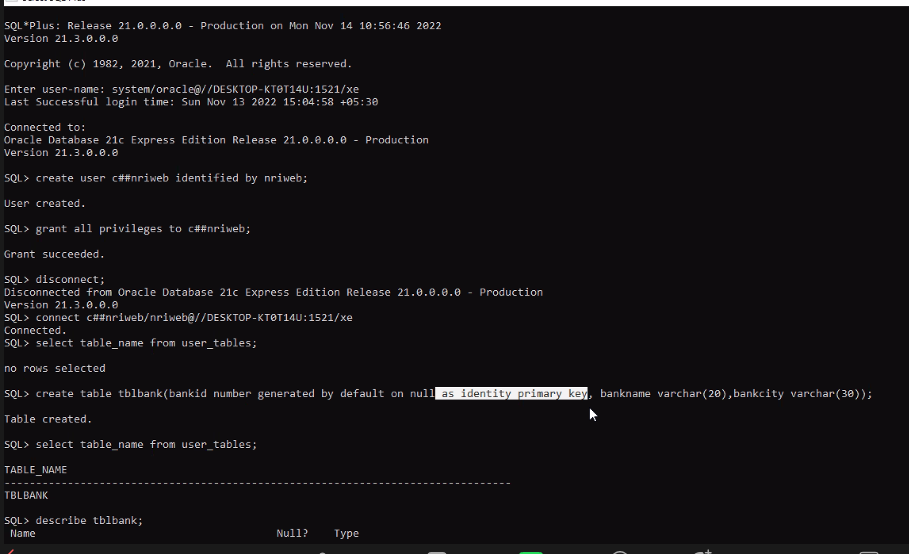 SQL*Plus: Release 21.0.0.0.0 - Production on Mon Nov 14 10:56:46 2022
Version 21.3.0.0.0
Copyright (c) 1982, 2021, Oracle.  All rights reserved.
Enter user-name: system/oracle@//DESKTOP-KT0T14U:1521/xe
Last Successful login time: Sun Nov 13 2022 15:04:58 +05:30
Connected to:
Oracle Database 21c Express Edition Release 21.0.0.0.0 - Production
Version 21.3.0.0.0
SQL> create user c##nriweb identified by nriweb;
User created.
SQL> grant all privileges to c##nriweb;
Grant succeeded.
SQL> disconnect;
Disconnected from Oracle Database 21c Express Edition Release 21.0.0.0.0 - Production
Version 21.3.0.0.0
SQL> connect c##nriweb/nriweb@//DESKTOP-KT0T14U:1521/xe
Connected.
SQL> select table_name from user_tables;
no rows selected
SQL> create table tblbank(bankid number generated by default on null as identity primary key, bankname varchar(20),bankcity varchar(30));
Table created.
SQL> select table_name from user_tables;
TABLE_NAME
--------------------------------------------------------------------------------
TBLBANK
SQL> describe tblbank;
Name Null? Type